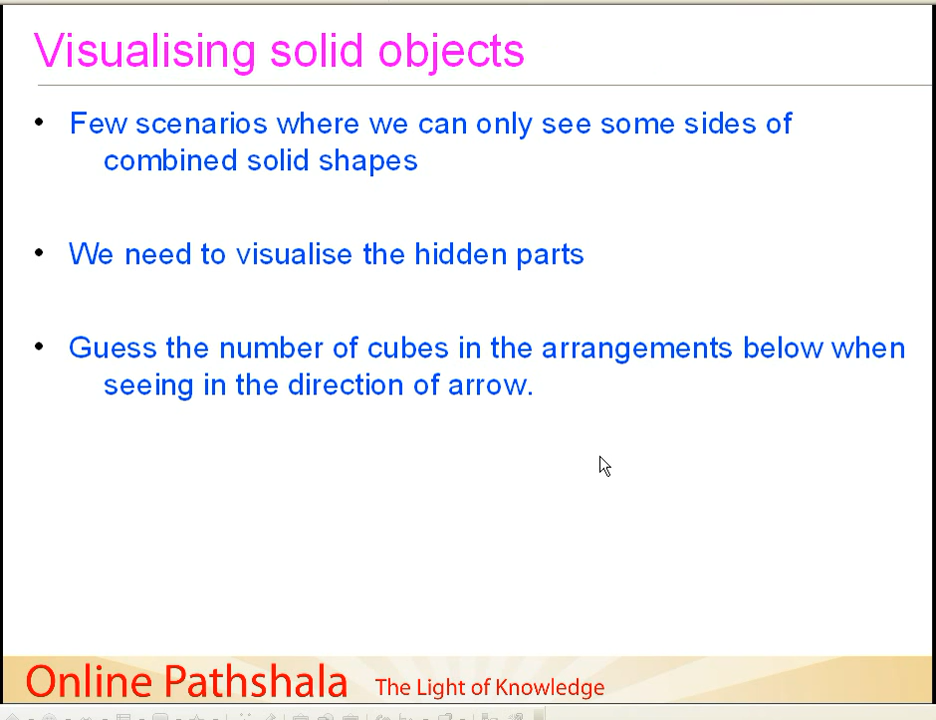 Visualising solid objects
• Few scenarios where we can only see some sides of
combined solid shapes
• We need to visualise the hidden parts
• Guess the number of cubes in the arrangements below when
seeing in the direction of arrow.
Online Pathshala The Light of Knowledge